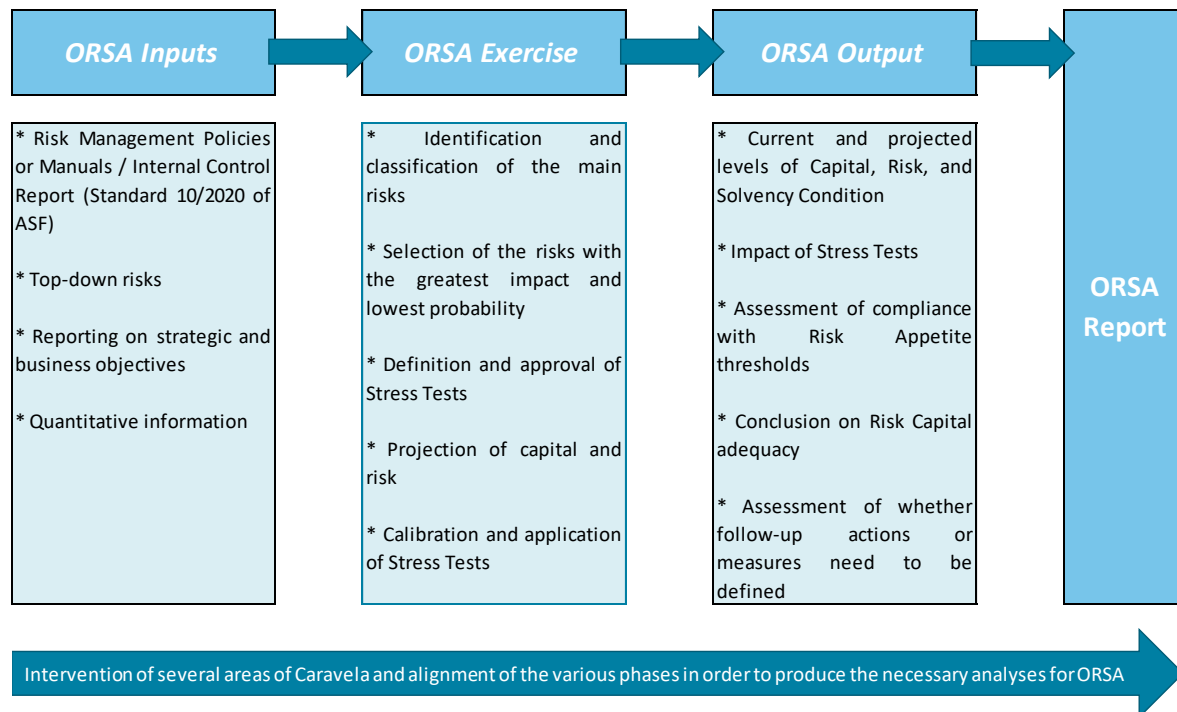 ORSA Inputs
ORSA Exercise
ORSA Output
ORSA
Report
* Risk Management Policies
or Manuals / Internal Control
Report (Standard 10/2020 of
ASF)
* Top-down risks
* Reporting on strategic and
business objectives
* Quantitative information
* Identification and
classification of the main
risks
* Selection of the risks with
the greatest impact and
lowest probability
* Definition and approval of
Stress Tests
* Projection of capital and
risk
* Calibration and application
of Stress Tests
* Current and projected
levels of Capital, Risk, and
Solvency Condition
* Impact of Stress Tests
* Assessment of compliance
with Risk Appetite
thresholds
* Conclusion on Risk Capital
adequacy
* Assessment of whether
follow-up actions or
measures need to be
defined
Intervention of several areas of Caravela and alignment of the various phases in order to produce the necessary analyses for ORSA